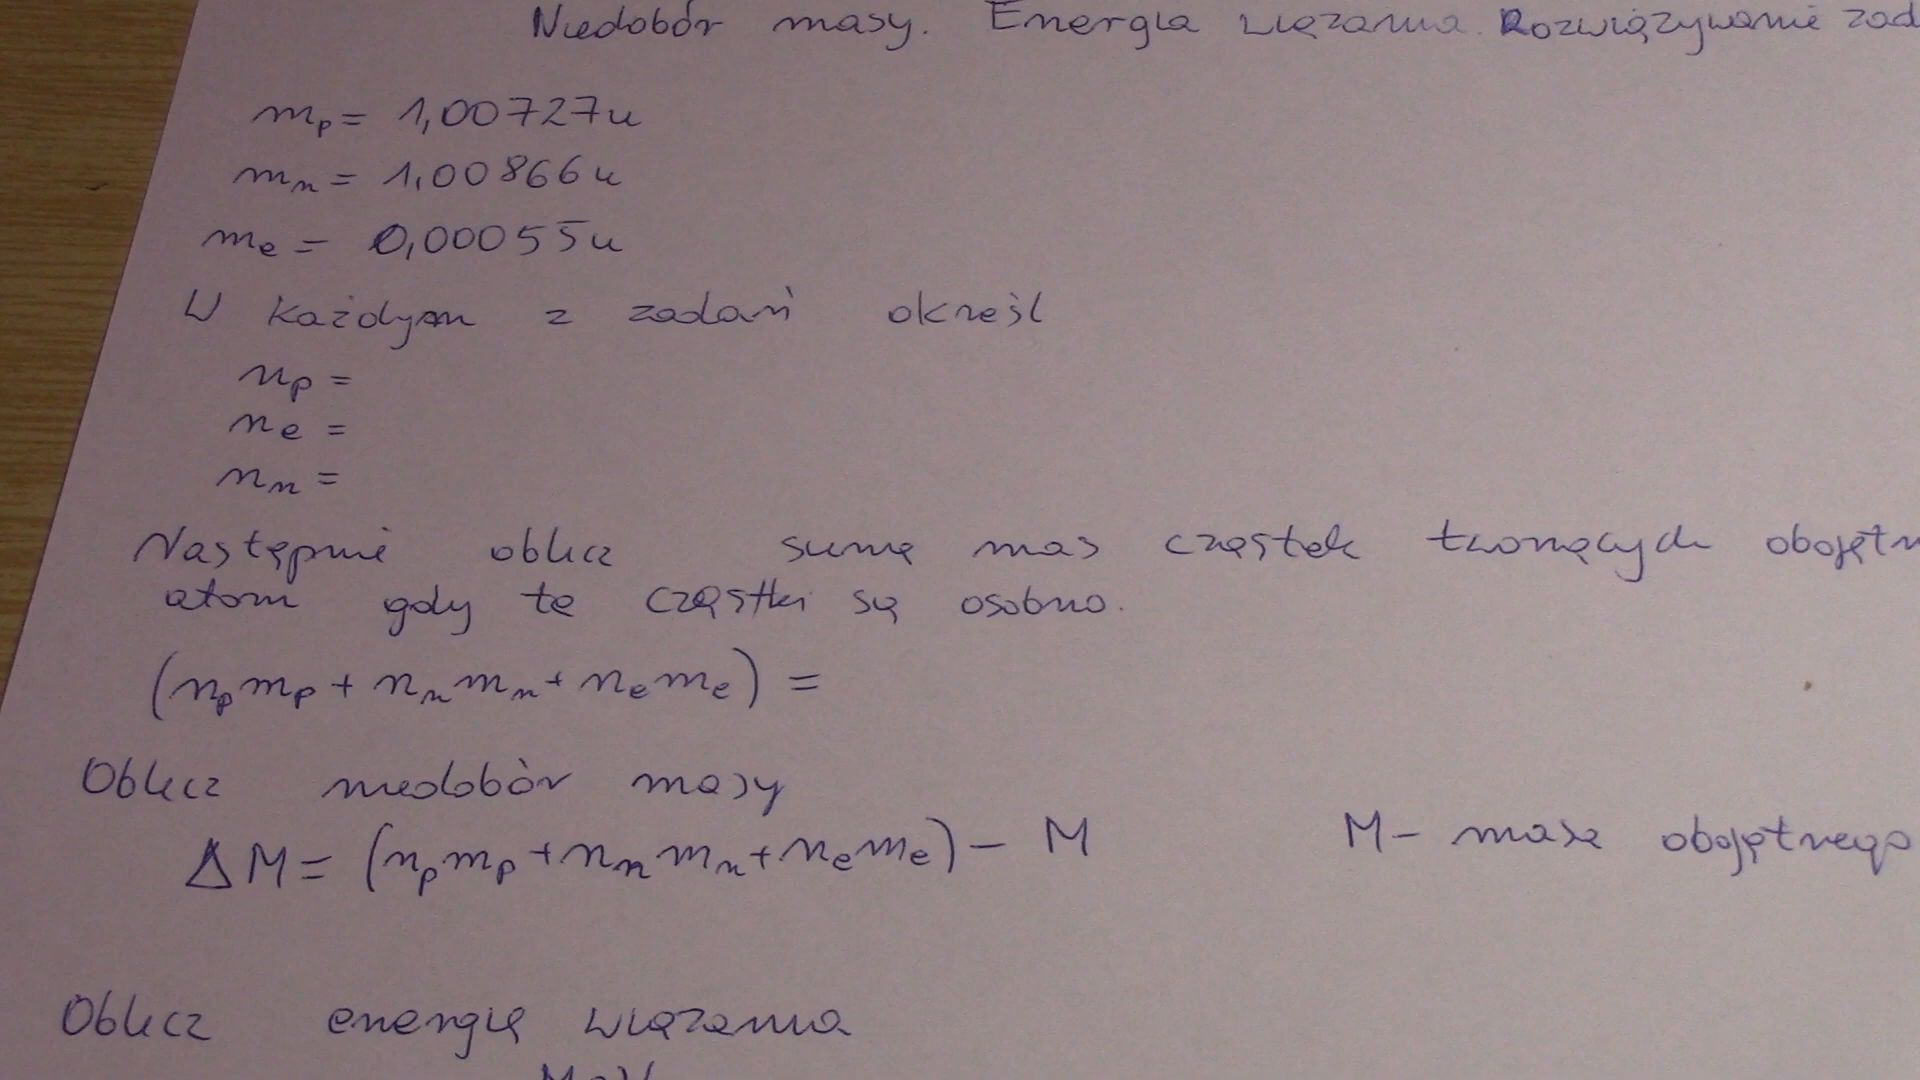 Niedobór masy. Energia wiązania. Rozwiązywanie zad
mp = 1,00727u
mn = 1,00866u
me = 0,00055u
W każdym z zadań określ
np =
ne =
nn =
Następnie oblicz sumę mas cząstek tworzących obojętn
atom gdy te cząstki są osobno.
(npmp + nnmn + neme) =
Oblicz niedobór masy
ΔM = (npmp + nnmn + neme) - M M - masa obojętnego
Oblicz energię wiązania
MeV